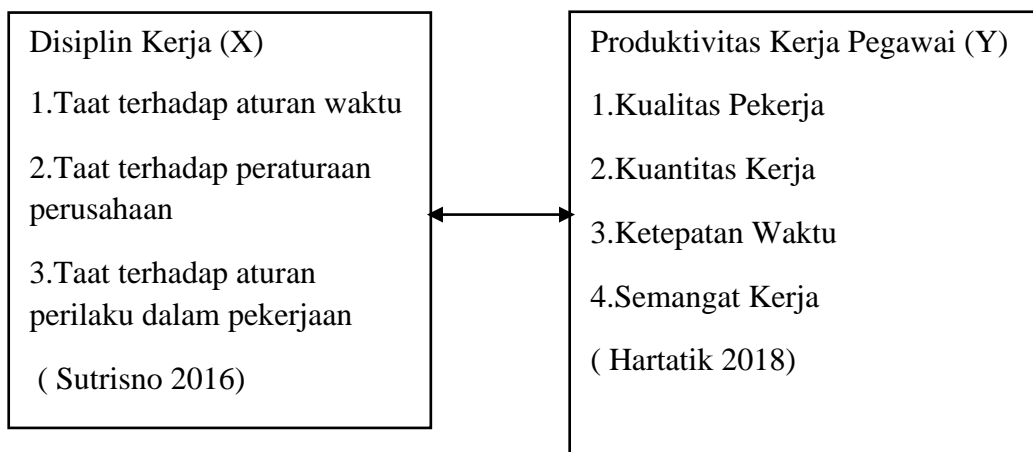 Disiplin Kerja (X)
1.Taat terhadap aturan waktu
2.Taat terhadap peraturaan
perusahaan
3.Taat terhadap aturan
perilaku dalam pekerjaan
( Sutrisno 2016)
Produktivitas Kerja Pegawai (Y)
1.Kualitas Pekerja
2.Kuantitas Kerja
3.Ketepatan Waktu
4.Semangat Kerja
( Hartatik 2018)